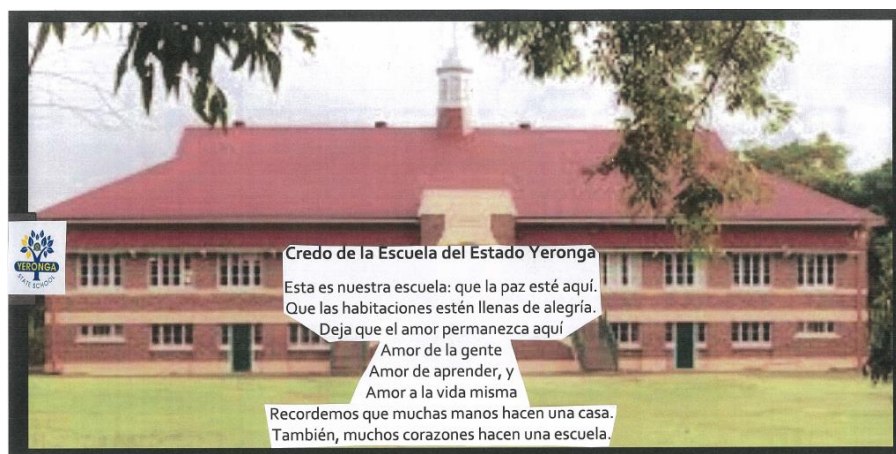 YERONGA
STATE SCHOOL
Credo de la Escuela del Estado Yeronga
Esta es nuestra escuela: que la paz esté aquí.
Que las habitaciones estén llenas de alegría.
Deja que el amor permanezca aquí
Amor de la gente
Amor de aprender, y
Amor a la vida misma
Recordemos que muchas manos hacen una casa.
También, muchos corazones hacen una escuela.